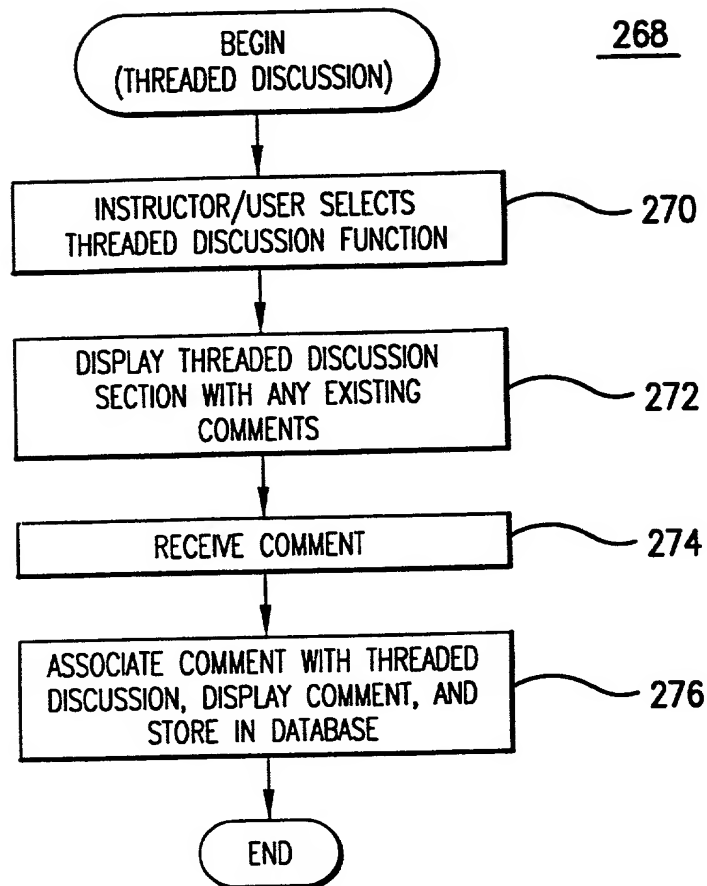 BEGIN
(THREADED DISCUSSION)
268
INSTRUCTOR/USER SELECTS
THREADED DISCUSSION FUNCTION
270
DISPLAY THREADED DISCUSSION
SECTION WITH ANY EXISTING
COMMENTS
272
RECEIVE COMMENT
274
ASSOCIATE COMMENT WITH THREADED
DISCUSSION, DISPLAY COMMENT, AND
STORE IN DATABASE
276
END